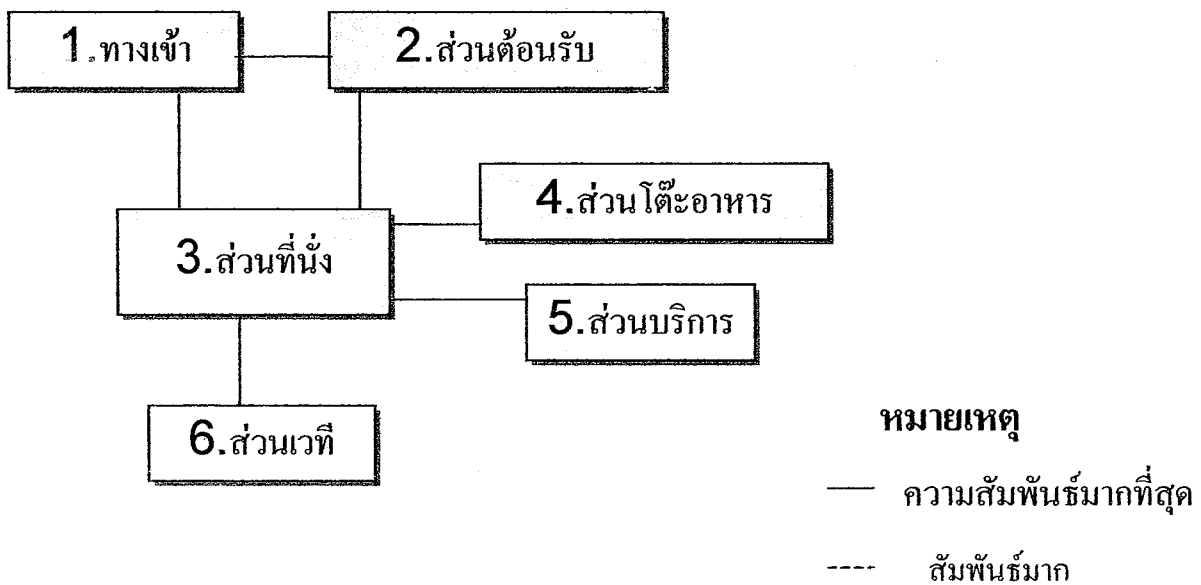 1.ทางเข้า
2.ส่วนต้อนรับ
4.ส่วนโต๊ะอาหาร
3.ส่วนที่นั่ง
5.ส่วนบริการ
6.ส่วนเวที
หมายเหตุ
ความสัมพันธ์มากที่สุด
สัมพันธ์มาก